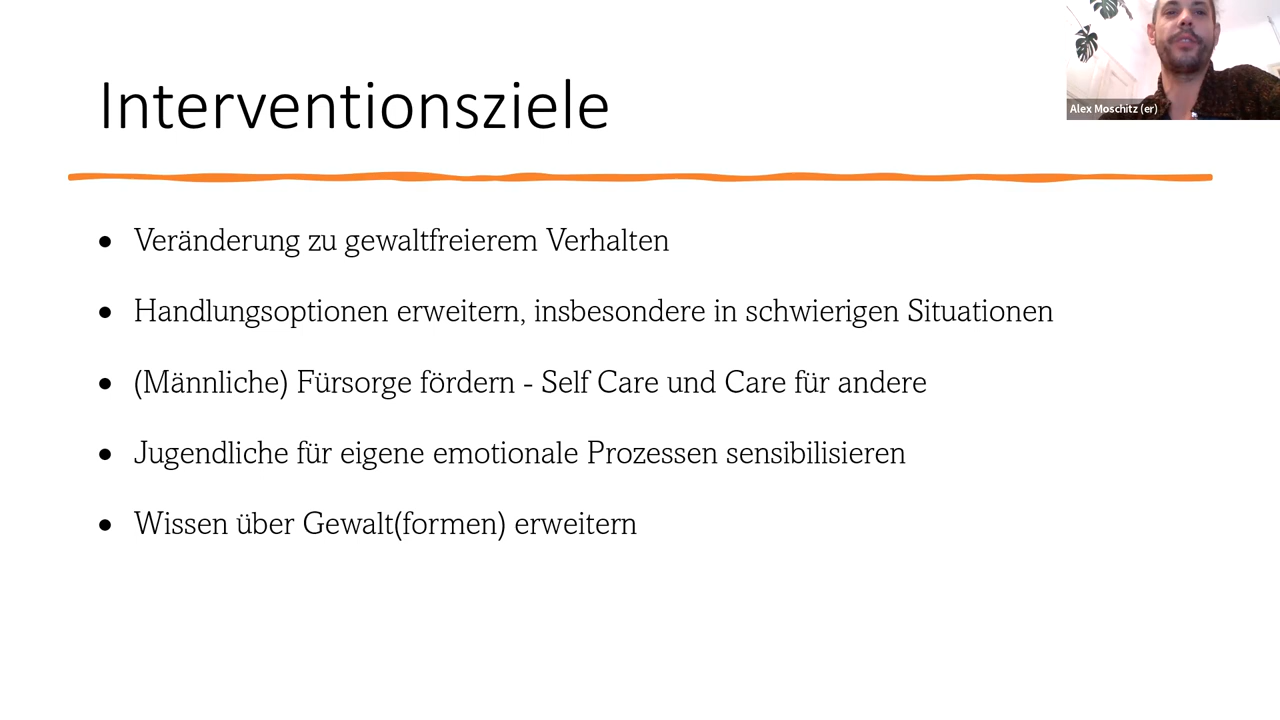 Interventionsziele
Alex Moschitz (er)
• Veränderung zu gewaltfreierem Verhalten
• Handlungsoptionen erweitern, insbesondere in schwierigen Situationen
• (Männliche) Fürsorge fördern - Self Care und Care für andere
• Jugendliche für eigene emotionale Prozessen sensibilisieren
• Wissen über Gewalt(formen) erweitern